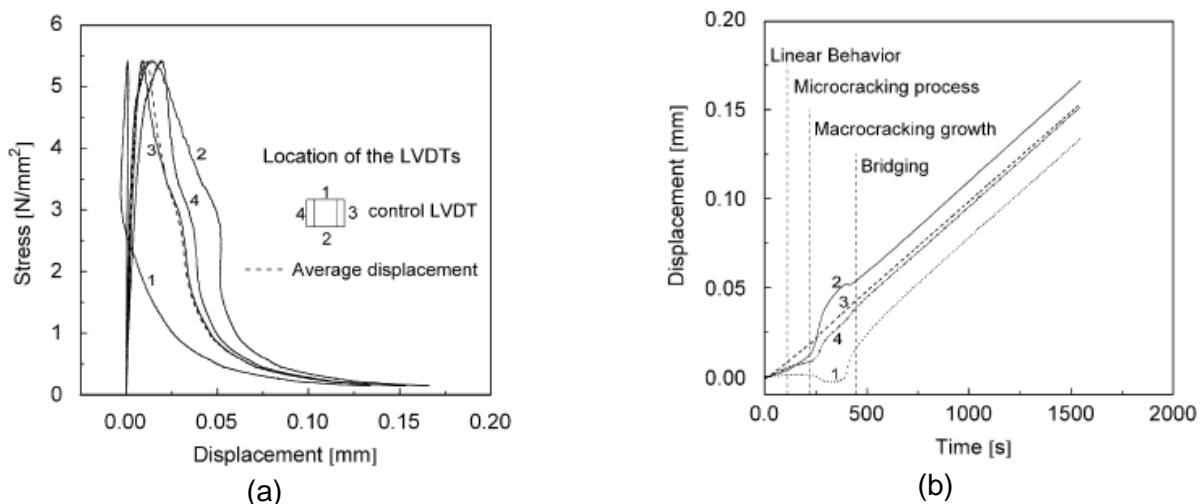 6
5
4
3
2
1
0
Stress [N/mm²]
0.00 0.05 0.10 0.15 0.20
Displacement [mm]
3
2
4
1
Location of the LVDTs
1
4 3 control LVDT
2
Average displacement
(a)
0.20
0.15
0.10
0.05
0.00
Displacement [mm]
Linear Behavior
Microcracking process
Macrocracking growth
Bridging
2
3
4
1
0.0 500 1000 1500 2000
Time [s]
(b)